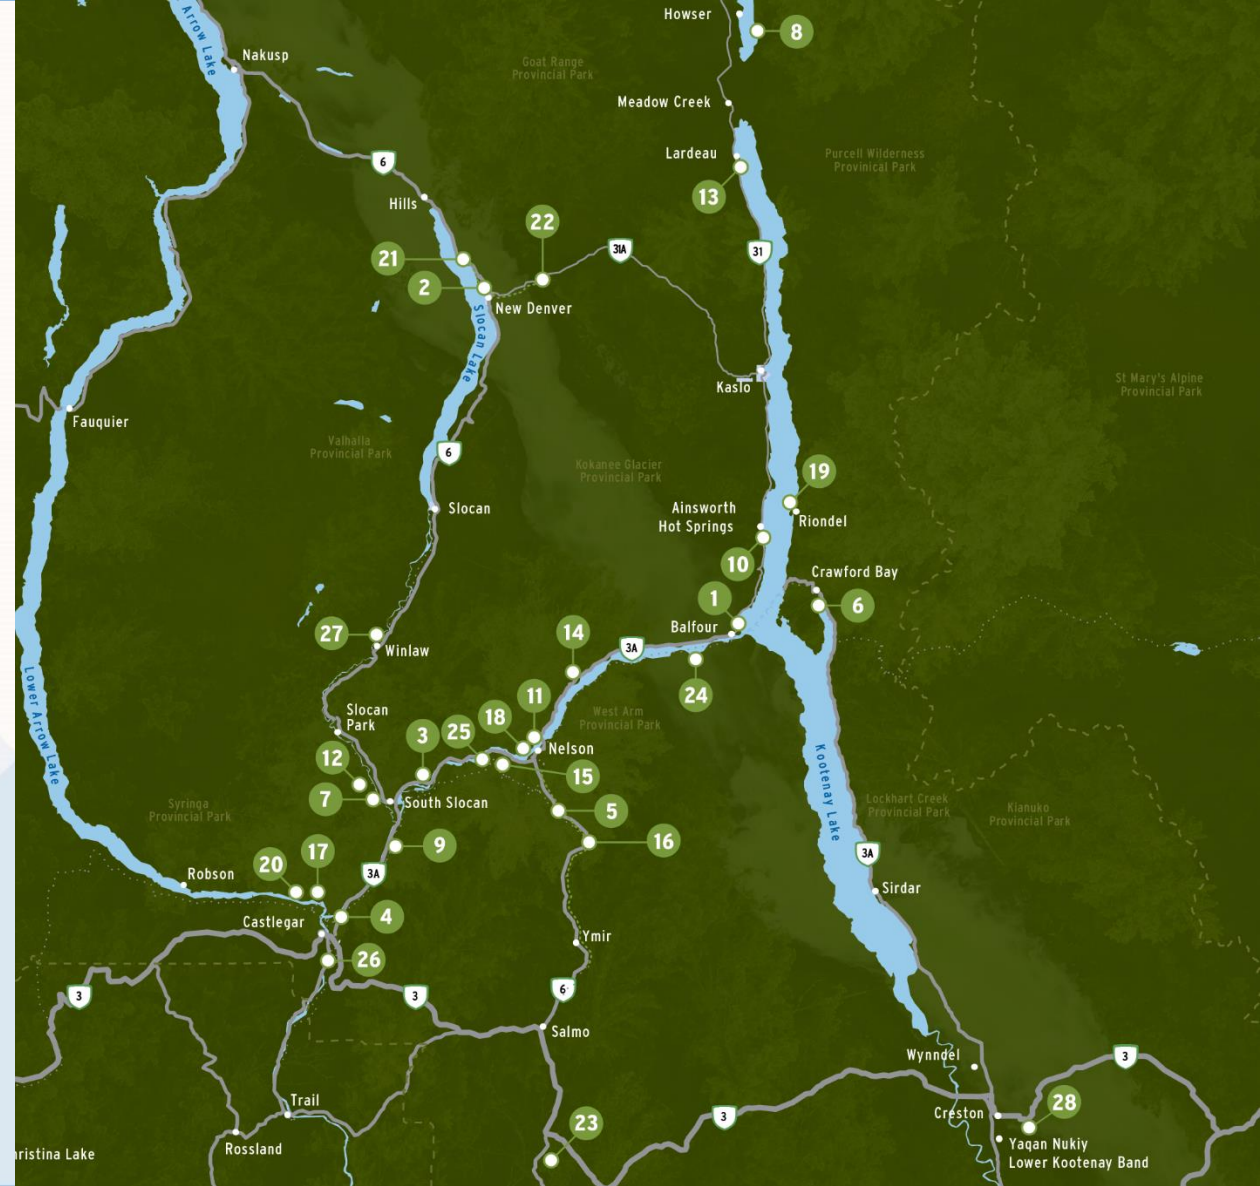 Howser
8
Arrow Lake
Nakusp
Goat Range
Provincial Park
Meadow Creek
Lardeau
Purcell Wilderness
Provinical Park
6
13
Hills
22
31A
31
21
2
New Denver
Slocan Lake
Kaslo
St Mary's Alpine
Provincial Park
Fauquier
Valhalla
Provincial Park
6
Kokanee Glacier
Provincial Park
19
Slocan
Ainsworth
Hot Springs
Riondel
10
Crawford Bay
1
6
27
14
Balfour
Winlaw
3A
24
Lower Arrow Lake
11
Slocan
Park
18
West Arm
Provincial Park
3
25
Nelson
12
15
Kootenay Lake
7
South Slocan
5
Syringa
Provincial Park
Lockhart Creek
Provincial Park
Kianuko
Provincial Park
9
16
3A
20
17
3A
Robson
Sirdar
4
Castlegar
Ymir
26
3
3
6
Salmo
Wynndel
3
Trail
28
Creston
3
23
Rossland
Yaqan Nukiy
Lower Kootenay Band
ristina Lake